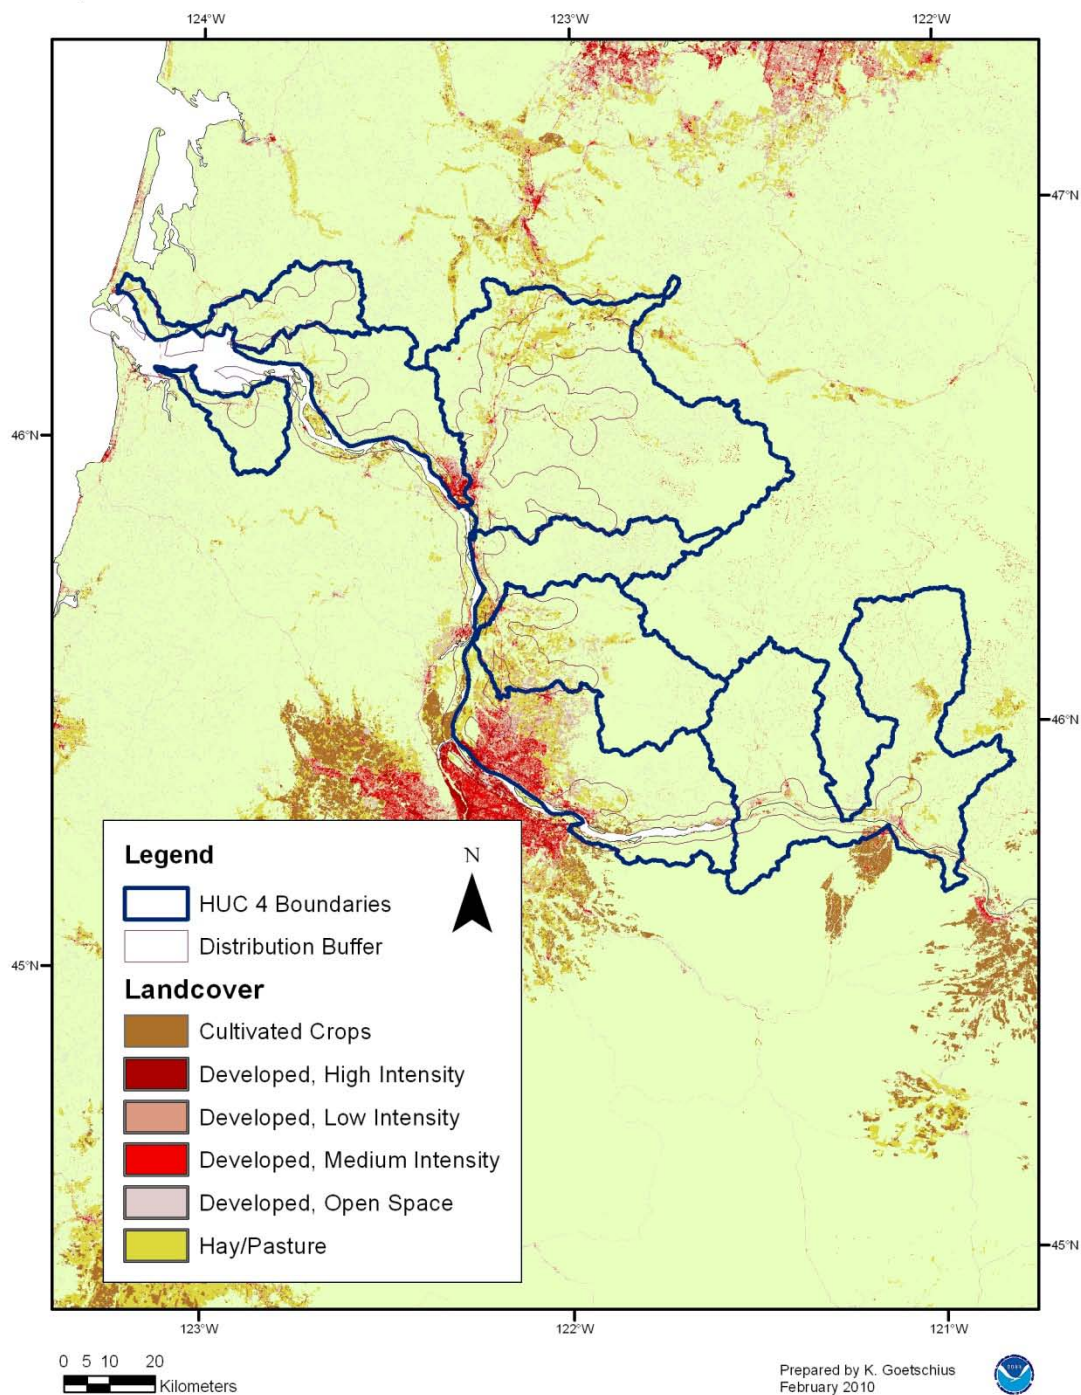 124°W
123°W
122°W
47°N
46°N
46°N
45°N
45°N
Legend
N
HUC 4 Boundaries
Distribution Buffer
Landcover
Cultivated Crops
Developed, High Intensity
Developed, Low Intensity
Developed, Medium Intensity
Developed, Open Space
Hay/Pasture
123°W
122°W
121°W
0 5 10 20
Kilometers
Prepared by K. Goetschius
February 2010